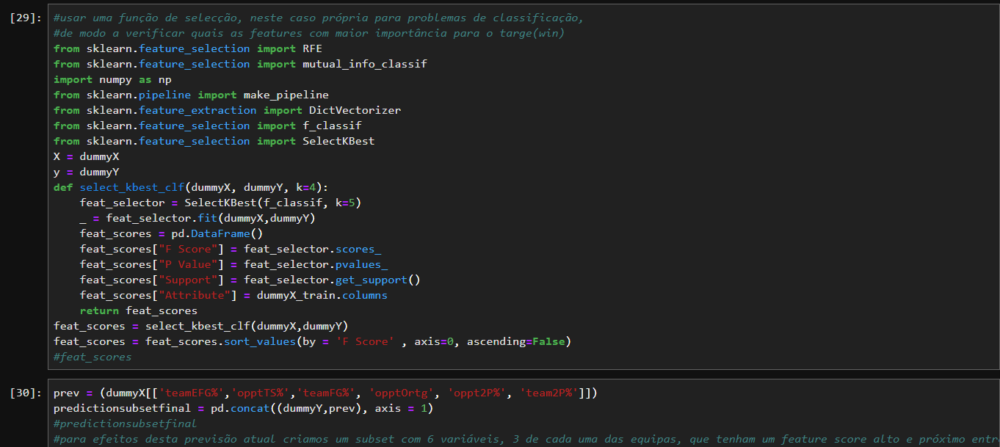 [29]: #usar uma função de selecção, neste caso própria para problemas de classificação,
#de modo a verificar quais as features com maior importância para o targe(win)
from sklearn.feature_selection import RFE
from sklearn.feature_selection import mutual_info_classif
import numpy as np
from sklearn.pipeline import make_pipeline
from sklearn.feature_extraction import DictVectorizer
from sklearn.feature_selection import f_classif
from sklearn.feature_selection import SelectKBest
X = dummyX
y = dummyY
def select_kbest_clf(dummyX, dummyY, k=4):
    feat_selector = SelectKBest(f_classif, k=5)
    _ = feat_selector.fit(dummyX,dummyY)
    feat_scores = pd.DataFrame()
    feat_scores["F Score"] = feat_selector.scores_
    feat_scores["P Value"] = feat_selector.pvalues_
    feat_scores["Support"] = feat_selector.get_support()
    feat_scores["Attribute"] = dummyX_train.columns
    return feat_scores
feat_scores = select_kbest_clf(dummyX,dummyY)
feat_scores = feat_scores.sort_values(by = 'F Score' , axis=0, ascending=False)
#feat_scores
[30]: prev = (dummyX[['teamEFG%','opptTS%','teamFG%', 'opptOrtg', 'oppt2P%', 'team2P%']])
predictionsubsetfinal = pd.concat((dummyY,prev), axis = 1)
#predictionsubsetfinal
#para efeitos desta previsão atual criamos um subset com 6 variáveis, 3 de cada uma das equipas, que tenham um feature score alto e próximo entr